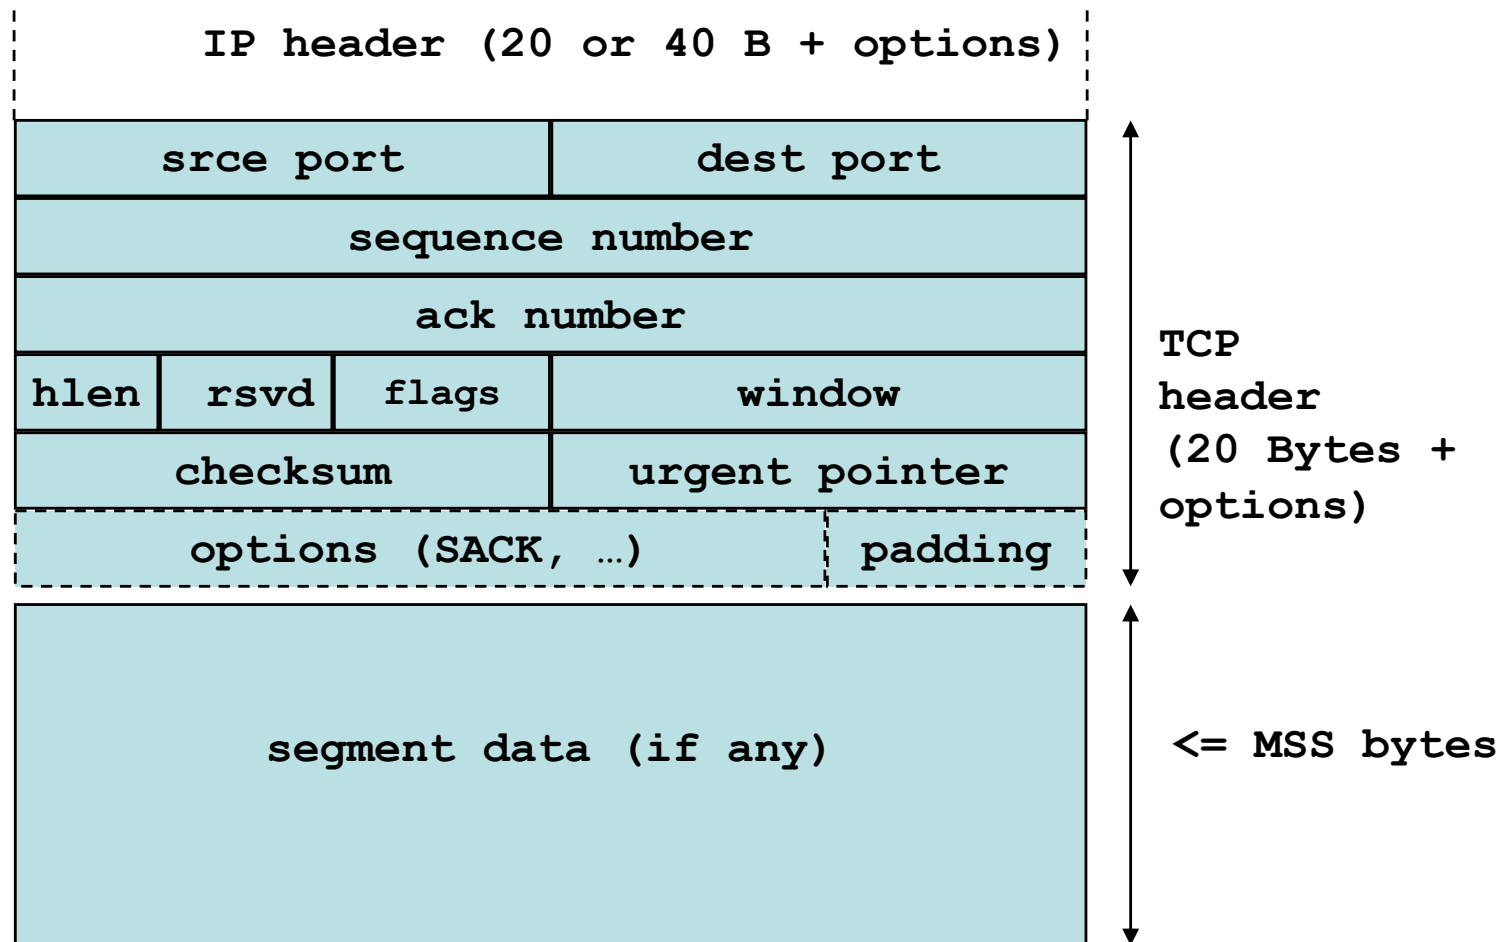 IP header (20 or 40 B + options)
srce port
dest port
sequence number
ack number
hlen
rsvd
flags
window
checksum
urgent pointer
options (SACK, …)
padding
TCP
header
(20 Bytes +
options)
segment data (if any)
<= MSS bytes